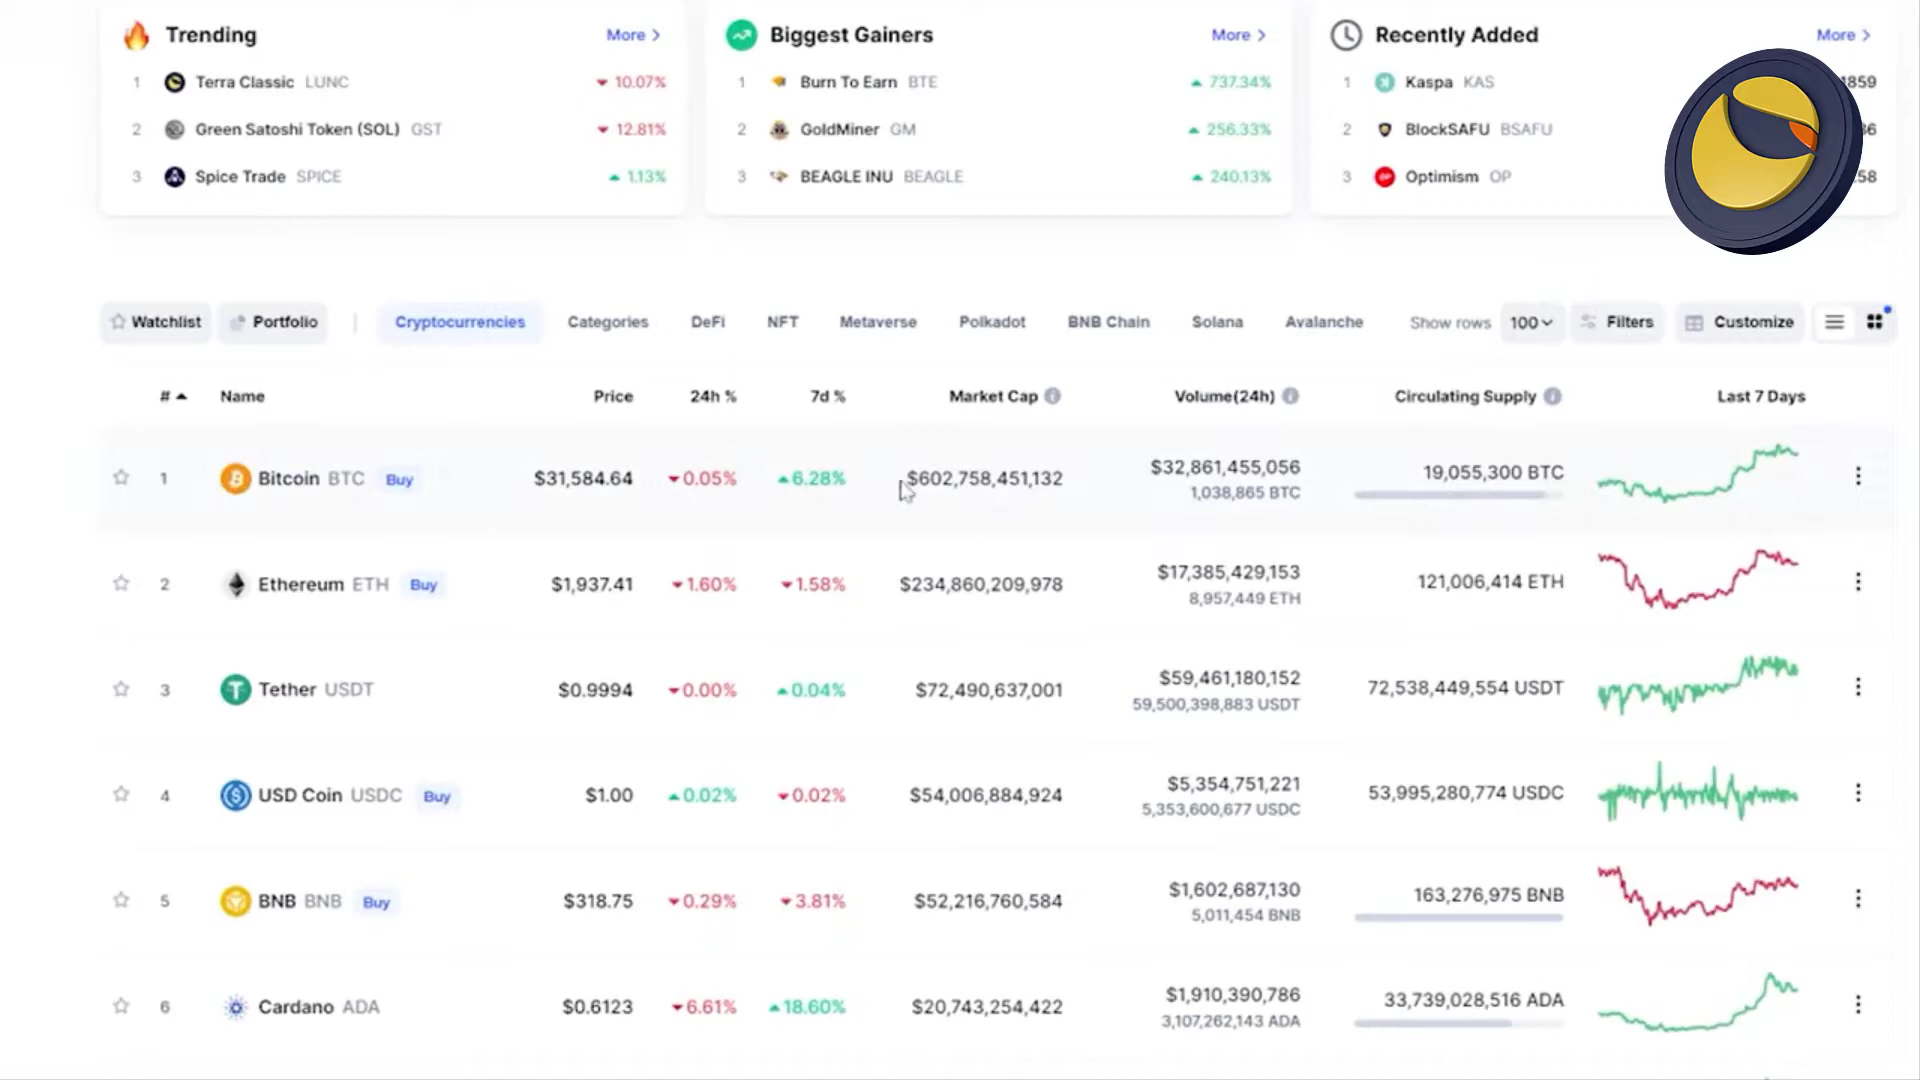 Trending More >
1 Terra Classic LUNC 10.07%
2 Green Satoshi Token (SOL) GST 12.81%
3 Spice Trade SPICE 1.13%
Biggest Gainers More >
1 Burn To Earn BTE 737.34%
2 GoldMiner GM 256.33%
3 BEAGLE INU BEAGLE 240.13%
Recently Added More >
1 Kaspa KAS
2 BlockSAFU BSAFU
3 Optimism OP
Watchlist Portfolio Cryptocurrencies Categories DeFi NFT Metaverse Polkadot BNB Chain Solana Avalanche Show rows 100 Filters Customize
# Name Price 24h % 7d % Market Cap Volume(24h) Circulating Supply Last 7 Days
1 Bitcoin BTC Buy $31,584.64 0.05% 6.28% $602,758,451,132 $32,861,455,056 19,055,300 BTC
1,038,865 BTC
2 Ethereum ETH Buy $1,937.41 1.60% 1.58% $234,860,209,978 $17,385,429,153 121,006,414 ETH
8,957,449 ETH
3 Tether USDT $0.9994 0.00% 0.04% $72,490,637,001 $59,461,180,152 72,538,449,554 USDT
59,500,398,883 USDT
4 USD Coin USDC Buy $1.00 0.02% 0.02% $54,006,884,924 $5,354,751,221 53,995,280,774 USDC
5,353,600,677 USDC
5 BNB BNB Buy $318.75 0.29% 3.81% $52,216,760,584 $1,602,687,130 163,276,975 BNB
5,011,454 BNB
6 Cardano ADA $0.6123 6.61% 18.60% $20,743,254,422 $1,910,390,786 33,739,028,516 ADA
3,107,262,143 ADA